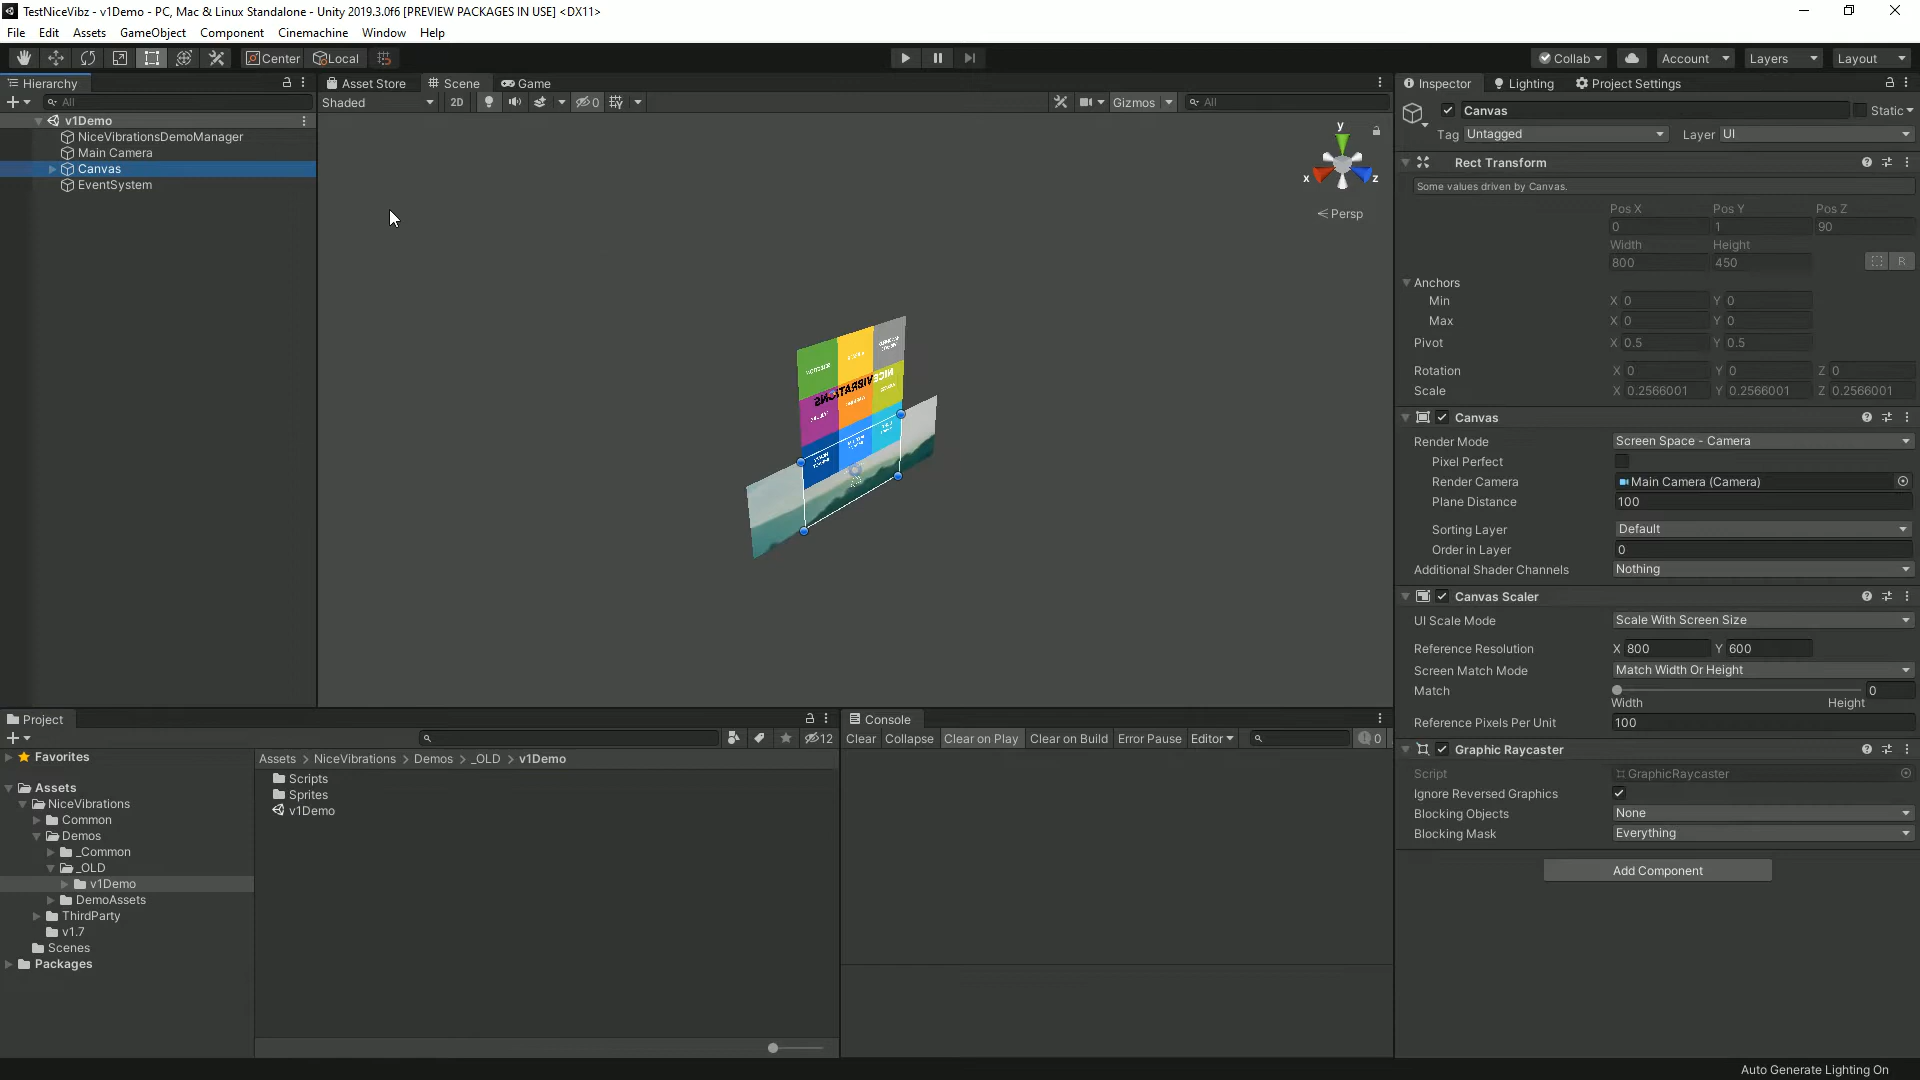 TestNiceVibz - v1Demo - PC, Mac & Linux Standalone - Unity 2019.3.0f6 [PREVIEW PACKAGES IN USE] <DX11>
File Edit Assets GameObject Component Cinemachine Window Help
Center Local Collab Account Layers Layout
Hierarchy
All
v1Demo
NiceVibrationsDemoManager
Main Camera
Canvas
EventSystem
Asset Store Scene Game
Shaded 2D 0 Gizmos All
y
x z
Persp
NICEVIBRATIONS
Inspector Lighting Project Settings
Canvas Static
Tag Untagged Layer UI
Rect Transform
Some values driven by Canvas.
Pos X Pos Y Pos Z
0 1 90
Width Height
800 450 R
Anchors
Min X 0 Y 0
Max X 0 Y 0
Pivot X 0.5 Y 0.5
Rotation X 0 Y 0 Z 0
Scale X 0.2566001 Y 0.2566001 Z 0.2566001
Canvas
Render Mode Screen Space - Camera
Pixel Perfect
Render Camera Main Camera (Camera)
Plane Distance 100
Sorting Layer Default
Order in Layer 0
Additional Shader Channels Nothing
Canvas Scaler
UI Scale Mode Scale With Screen Size
Reference Resolution X 800 Y 600
Screen Match Mode Match Width Or Height
Match 0
Width Height
Reference Pixels Per Unit 100
Graphic Raycaster
Script GraphicRaycaster
Ignore Reversed Graphics
Blocking Objects None
Blocking Mask Everything
Add Component
Project
12
Favorites
Assets
NiceVibrations
Common
Demos
_Common
_OLD
v1Demo
DemoAssets
ThirdParty
v1.7
Scenes
Packages
Assets > NiceVibrations > Demos > _OLD > v1Demo
Scripts
Sprites
v1Demo
Console
Clear Collapse Clear on Play Clear on Build Error Pause Editor 0
Auto Generate Lighting On